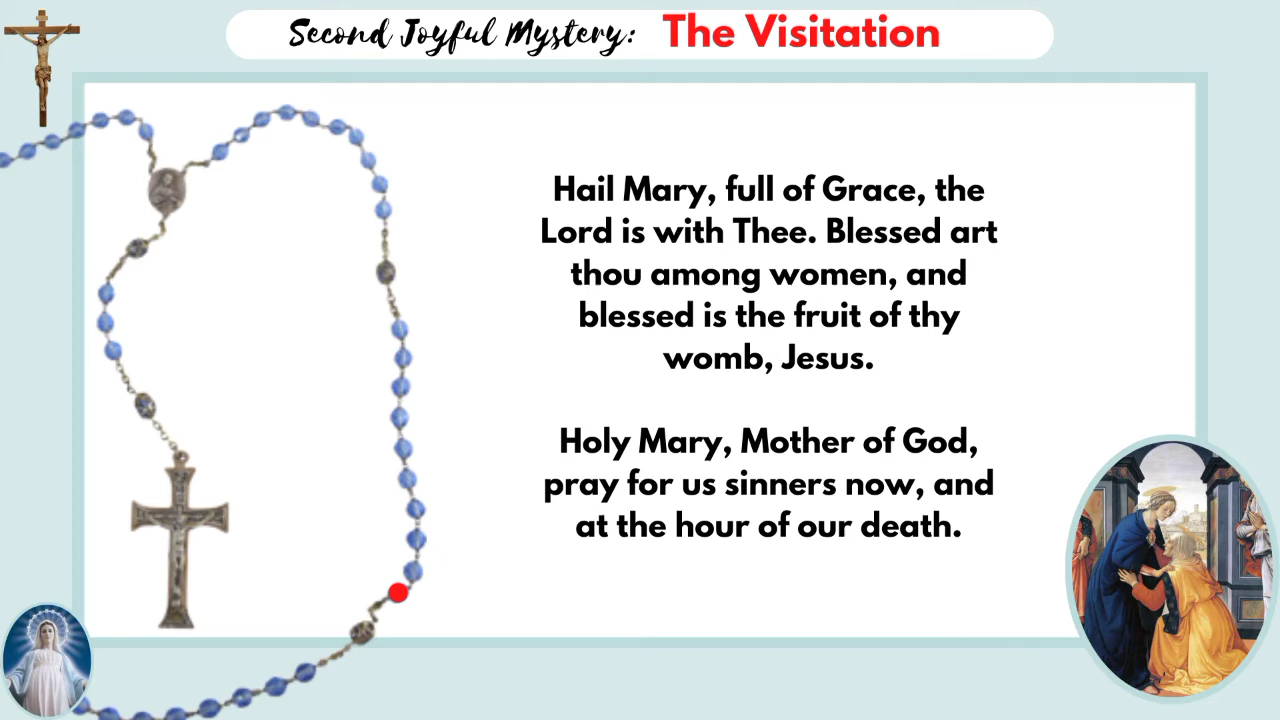 Second Joyful Mystery: The Visitation
Hail Mary, full of Grace, the
Lord is with Thee. Blessed art
thou among women, and
blessed is the fruit of thy
womb, Jesus.
Holy Mary, Mother of God,
pray for us sinners now, and
at the hour of our death.